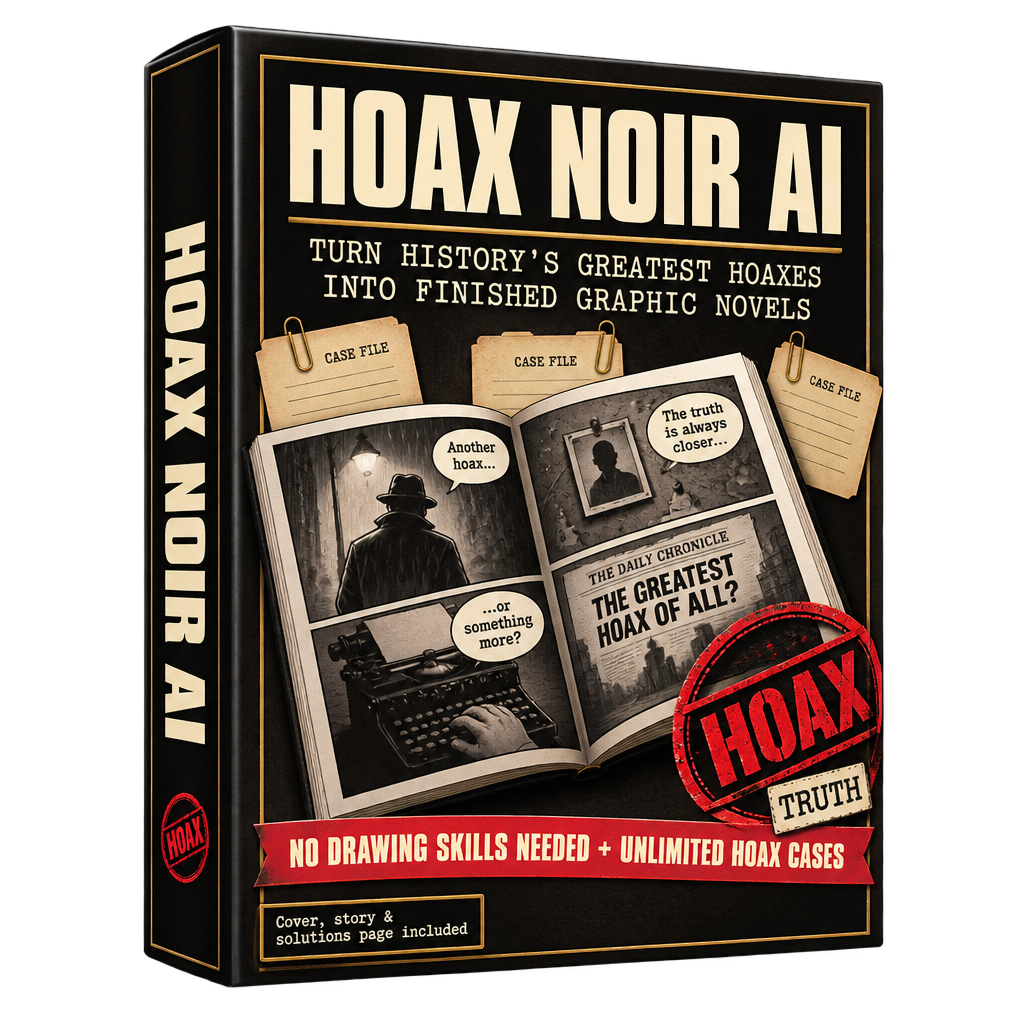 HOAX NOIR AI
TURN HISTORY'S GREATEST HOAXES
INTO FINISHED GRAPHIC NOVELS
CASE FILE
CASE FILE
CASE FILE
Another
hoax...
The truth
is always
closer...
...or
something
more?
THE DAILY CHRONICLE
THE GREATEST
HOAX OF ALL?
HOAX
TRUTH
NO DRAWING SKILLS NEEDED + UNLIMITED HOAX CASES
Cover, story &
solutions page included
HOAX NOIR AI
HOAX